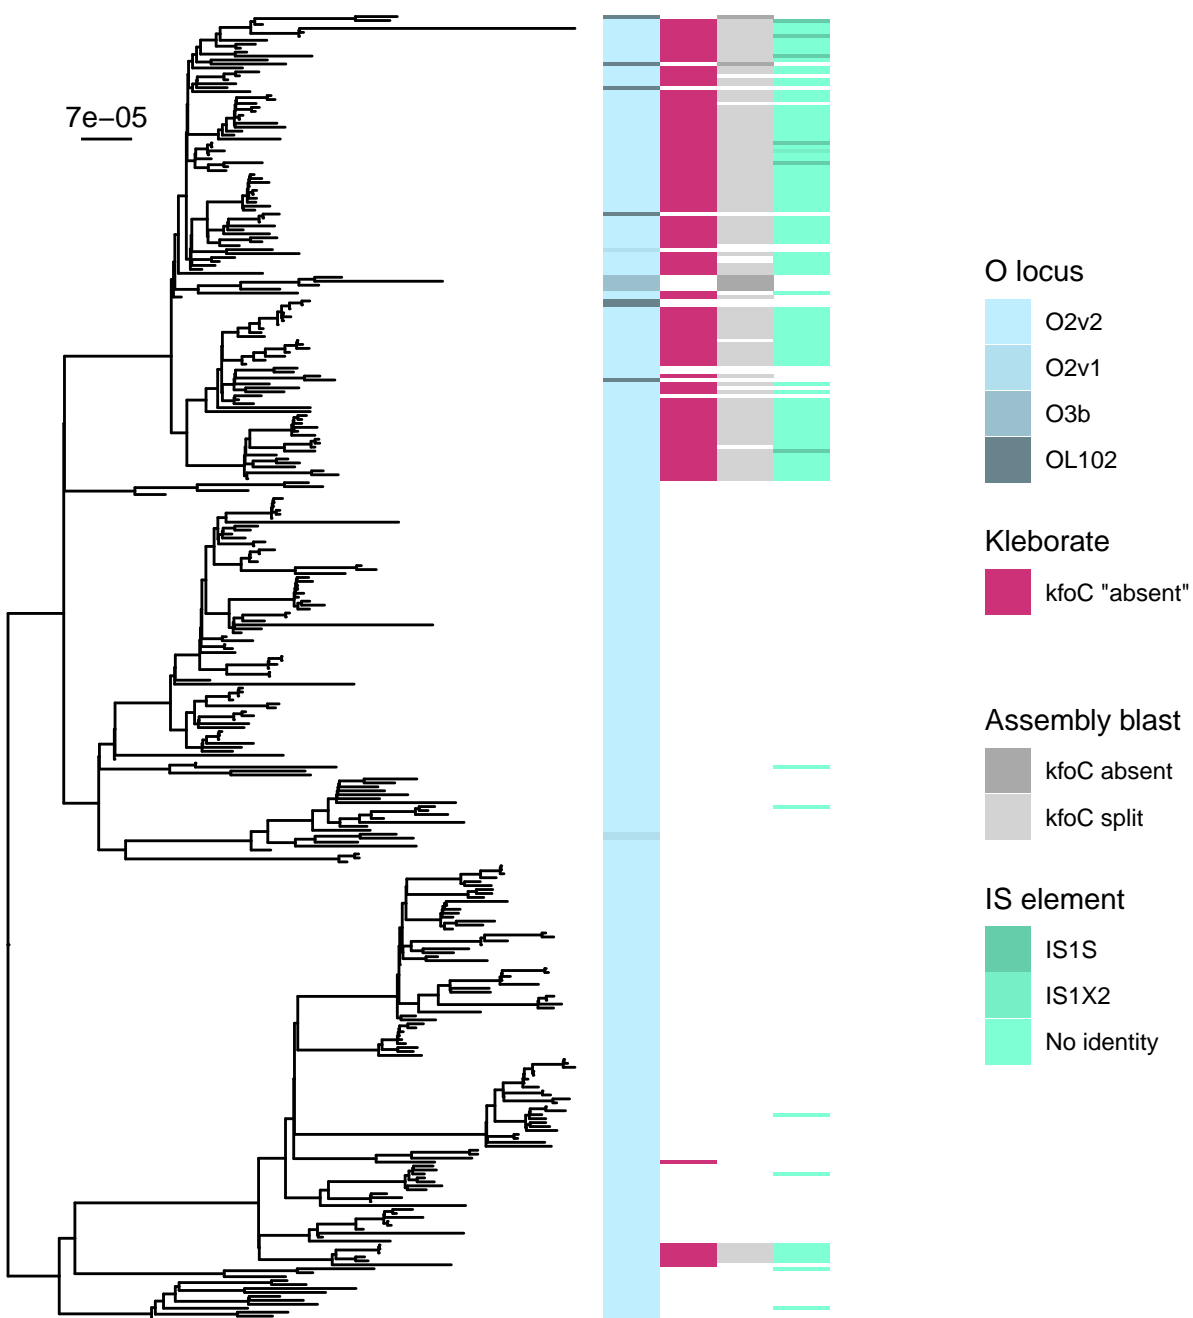 7e−05
O locus
O2v2
O2v1
O3b
OL102
Kleborate
kfoC "absent"
Assembly blast
kfoC absent
kfoC split
IS element
IS1S
IS1X2
No identity